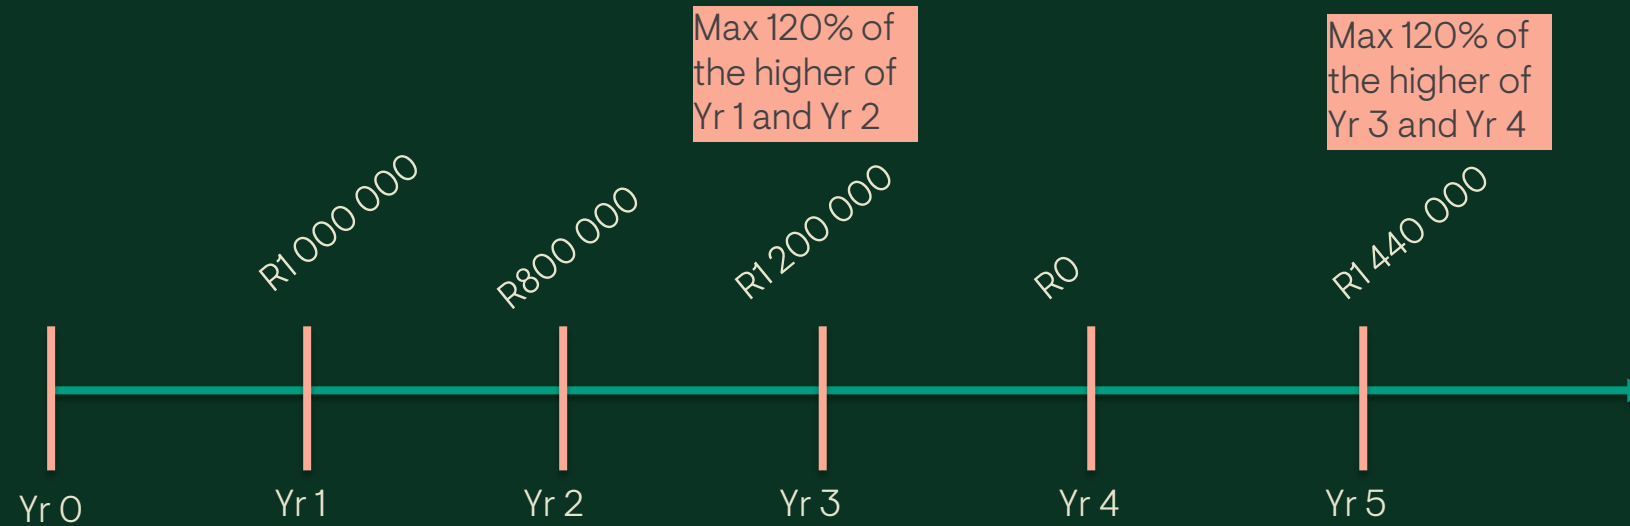 Max 120% of
the higher of
Yr 1 and Yr 2
Max 120% of
the higher of
Yr 3 and Yr 4
R1 000 000
R800 000
R1 200 000
R0
R1 440 000
Yr 0
Yr 1
Yr 2
Yr 3
Yr 4
Yr 5